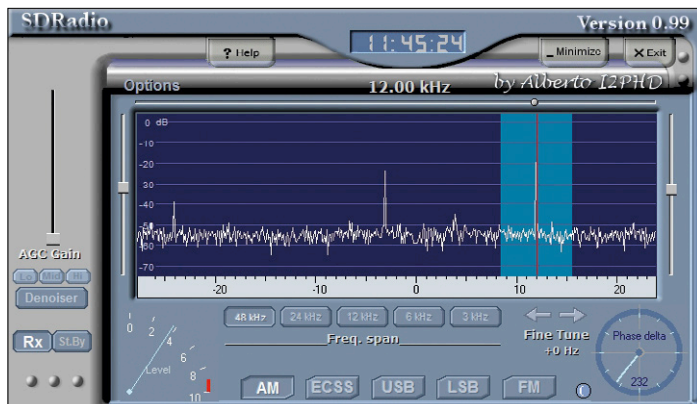 SDRadio
11:45:24
Version 0.99
? Help
_ Minimize
X Exit
Options
12.00 kHz
by Alberto I2PHD
0 dB
-10
-20
-30
-40
-50
-60
-70
-20
-10
0
10
20
AGC Gain
Lo
Mid
Hi
Denoiser
Rx
St.By
0
2
4
6
8
10
Level
48 kHz
24 kHz
12 kHz
6 kHz
3 kHz
Freq. span
Fine Tune
+0 Hz
Phase delta
232
AM
ECSS
USB
LSB
FM